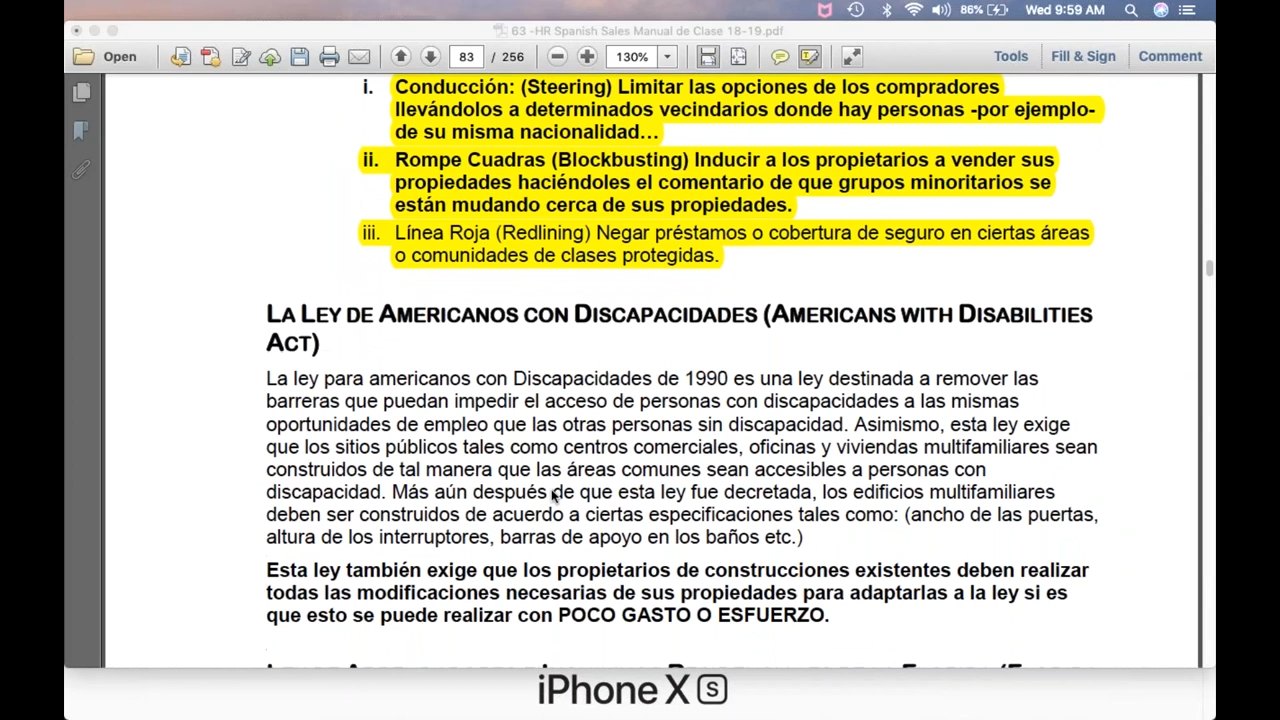 86% Wed 9:59 AM
63 -HR Spanish Sales Manual de Clase 18-19.pdf
Open 83 / 256 130% Tools Fill & Sign Comment
i. Conducción: (Steering) Limitar las opciones de los compradores
llevándolos a determinados vecindarios donde hay personas -por ejemplo-
de su misma nacionalidad…
ii. Rompe Cuadras (Blockbusting) Inducir a los propietarios a vender sus
propiedades haciéndoles el comentario de que grupos minoritarios se
están mudando cerca de sus propiedades.
iii. Línea Roja (Redlining) Negar préstamos o cobertura de seguro en ciertas áreas
o comunidades de clases protegidas.
LA LEY DE AMERICANOS CON DISCAPACIDADES (AMERICANS WITH DISABILITIES
ACT)
La ley para americanos con Discapacidades de 1990 es una ley destinada a remover las
barreras que puedan impedir el acceso de personas con discapacidades a las mismas
oportunidades de empleo que las otras personas sin discapacidad. Asimismo, esta ley exige
que los sitios públicos tales como centros comerciales, oficinas y viviendas multifamiliares sean
construidos de tal manera que las áreas comunes sean accesibles a personas con
discapacidad. Más aún después de que esta ley fue decretada, los edificios multifamiliares
deben ser construidos de acuerdo a ciertas especificaciones tales como: (ancho de las puertas,
altura de los interruptores, barras de apoyo en los baños etc.)
Esta ley también exige que los propietarios de construcciones existentes deben realizar
todas las modificaciones necesarias de sus propiedades para adaptarlas a la ley si es
que esto se puede realizar con POCO GASTO O ESFUERZO.
iPhone XS